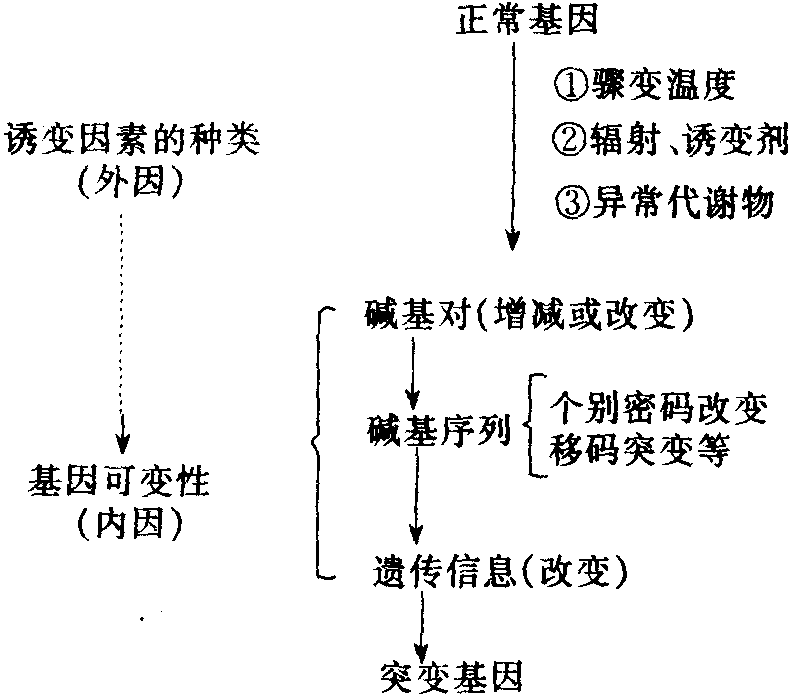 正常基因
①骤变温度
诱变因素的种类
(外因)
②辐射、诱变剂
③异常代谢物
碱基对(增减或改变)
碱基序列
个别密码改变
移码突变等
基因可变性
(内因)
遗传信息(改变)
突变基因